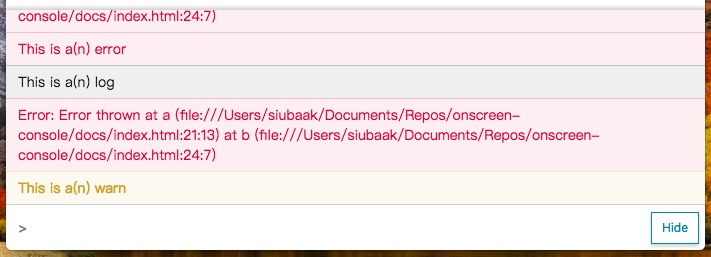 console/docs/index.html:24:7)
This is a(n) error
This is a(n) log
Error: Error thrown at a (file:///Users/siubaak/Documents/Repos/onscreen-
console/docs/index.html:21:13) at b (file:///Users/siubaak/Documents/Repos/onscreen-
console/docs/index.html:24:7)
This is a(n) warn
>
Hide